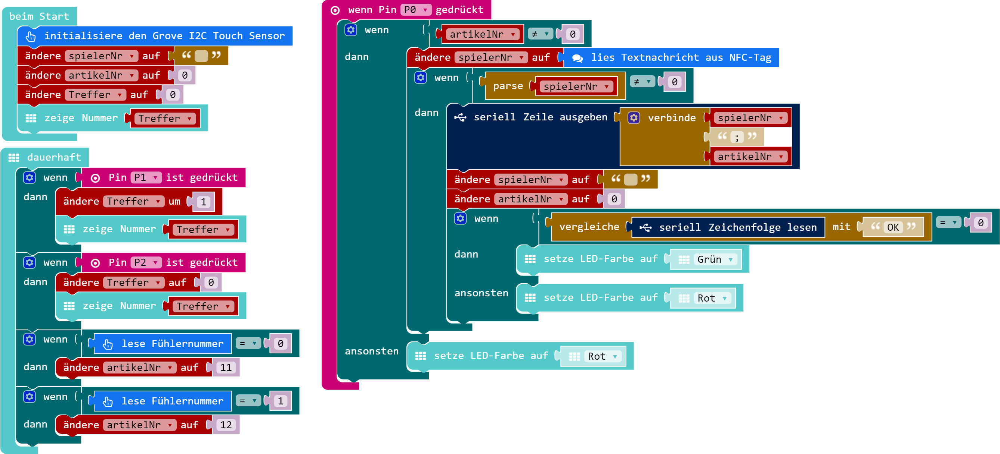 beim Start
initialisiere den Grove I2C Touch Sensor
ändere spielerNr ▾ auf “ ”
ändere artikelNr ▾ auf 0
ändere Treffer ▾ auf 0
zeige Nummer Treffer ▾
dauerhaft
wenn Pin P1 ▾ ist gedrückt
dann ändere Treffer ▾ um 1
zeige Nummer Treffer ▾
wenn Pin P2 ▾ ist gedrückt
dann ändere Treffer ▾ auf 0
zeige Nummer Treffer ▾
wenn lese Fühlernummer = ▾ 0
dann ändere artikelNr ▾ auf 11
wenn lese Fühlernummer = ▾ 1
dann ändere artikelNr ▾ auf 12
wenn Pin P0 ▾ gedrückt
wenn artikelNr ▾ ≠ ▾ 0
dann ändere spielerNr ▾ auf lies Textnachricht aus NFC-Tag
wenn parse spielerNr ▾ ≠ ▾ 0
dann seriell Zeile ausgeben verbinde spielerNr ▾
“ ; ”
artikelNr ▾
ändere spielerNr ▾ auf “ ”
ändere artikelNr ▾ auf 0
wenn vergleiche seriell Zeichenfolge lesen mit “ OK ” = ▾ 0
dann setze LED-Farbe auf Grün ▾
ansonsten setze LED-Farbe auf Rot ▾
ansonsten setze LED-Farbe auf Rot ▾